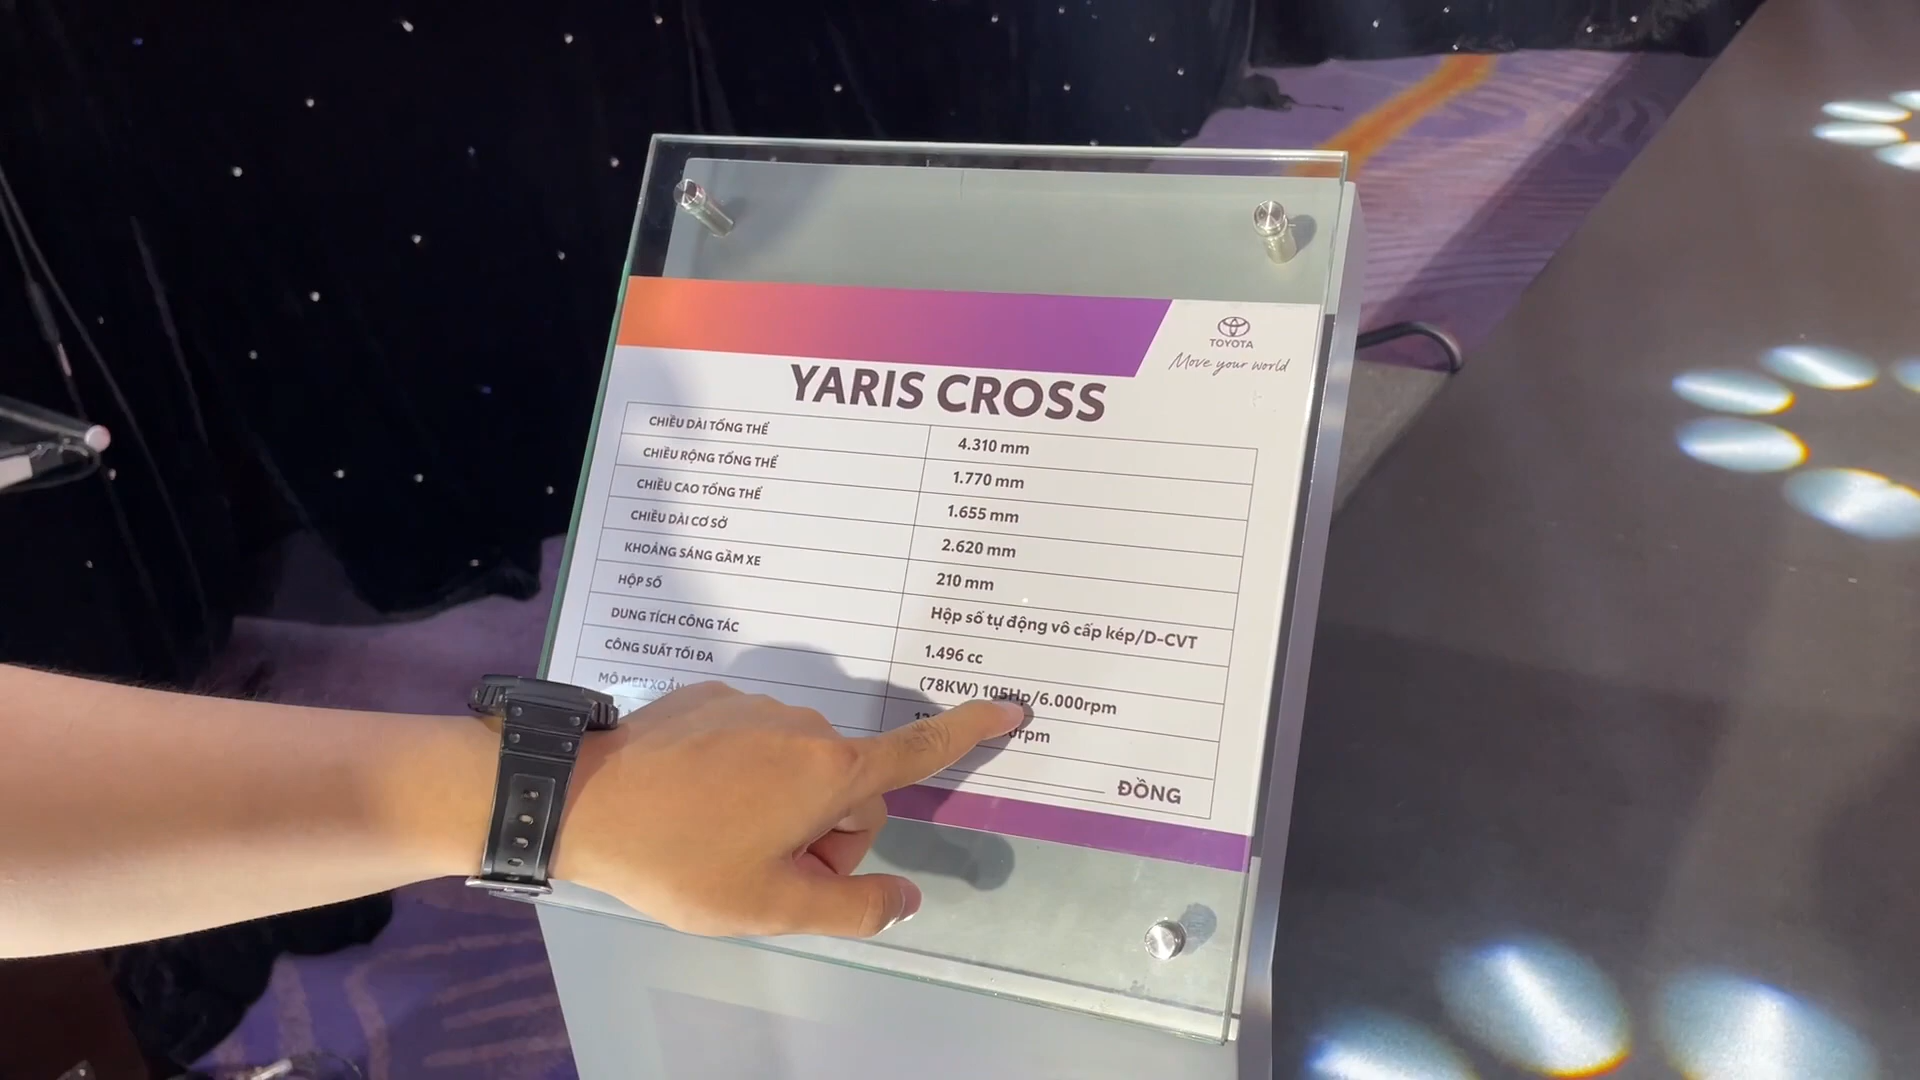 TOYOTA
Move your world
YARIS CROSS
CHIỀU DÀI TỔNG THỂ 4.310 mm
CHIỀU RỘNG TỔNG THỂ 1.770 mm
CHIỀU CAO TỔNG THỂ 1.655 mm
CHIỀU DÀI CƠ SỞ 2.620 mm
KHOẢNG SÁNG GẦM XE 210 mm
HỘP SỐ Hộp số tự động vô cấp kép/D-CVT
DUNG TÍCH CÔNG TÁC 1.496 cc
CÔNG SUẤT TỐI ĐA (78KW) 105Hp/6.000rpm
MÔ MEN XOẮN
ĐỒNG